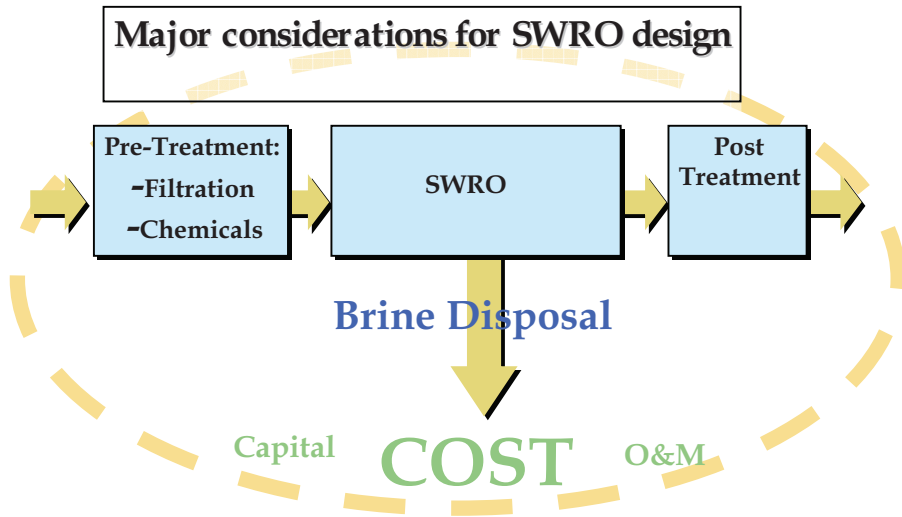 Major considerations for SWRO design
Pre-Treatment:
-Filtration
-Chemicals
SWRO
Post
Treatment
Brine Disposal
Capital
COST
O&M